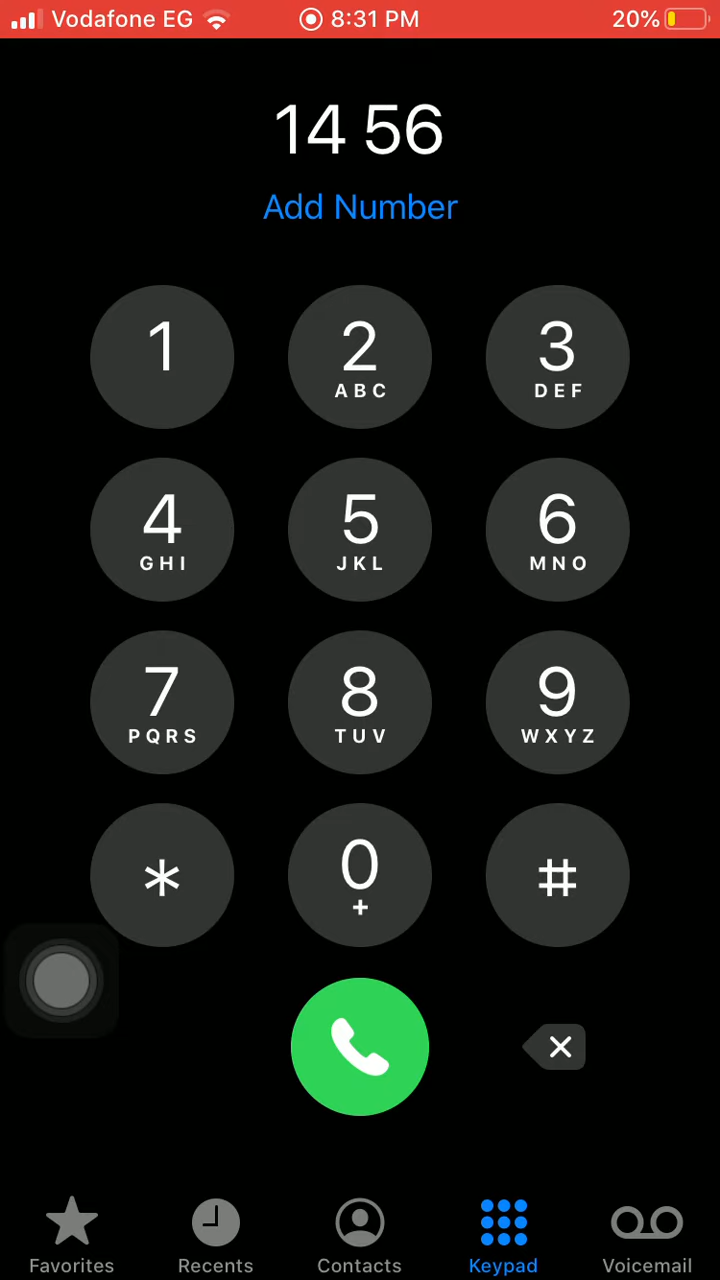 Vodafone EG 8:31 PM 20%
14 56
Add Number
1 2 3
ABC DEF
4 5 6
GHI JKL MNO
7 8 9
PQRS TUV WXYZ
* 0 #
+
Favorites Recents Contacts Keypad Voicemail